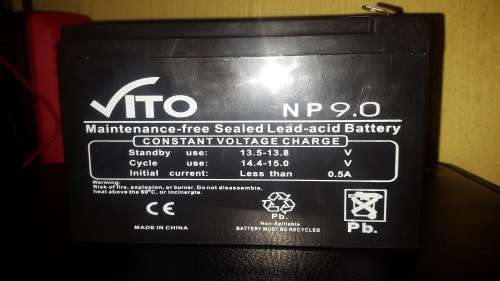 VITO
NP9.0
Maintenance-free Sealed Lead-acid Battery
CONSTANT VOLTAGE CHARGE
Standby use: 13.5-13.8 V
Cycle use: 14.4-15.0 V
Initial current: Less than 0.5A
Warning:
Risk of fire, explosion, or burner. Do not disassemble,
heat above the 60°C, or incinerate.
CE
MADE IN CHINA
Pb.
Non-Spillable
BATTERY MUST BE RECYCLED
Pb.